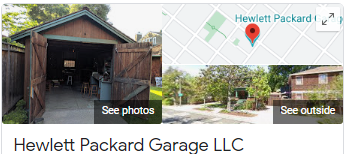 Hewlett Packard G
See photos
See outside
Hewlett Packard Garage LLC